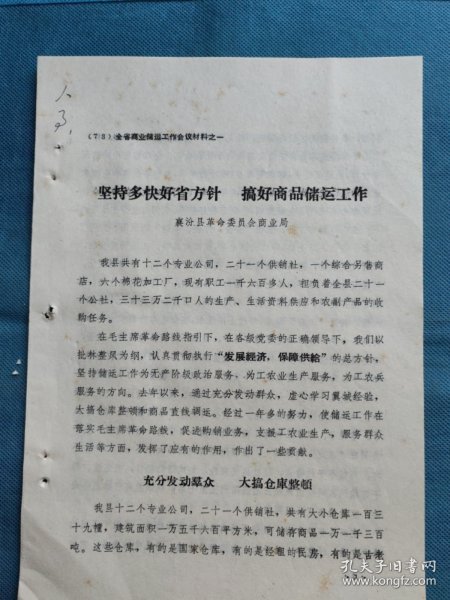 (73)全省商业储运工作会议材料之一
坚持多快好省方针 搞好商品储运工作
襄汾县革命委员会商业局
我县共有十二个专业公司，二十一个供销社，一个综合另售商
店，六个棉花加工厂，现有职工一千六百多人，担负着全县二十一
个公社，三十三万二千口人的生产、生活资料供应和农副产品的收
购任务。
在毛主席革命路线指引下，在各级党委的正确领导下，我们以
批林整风为纲，认真贯彻执行“发展经济，保障供给”的总方针，
坚持储运工作为无产阶级政治服务、为工农业生产服务，为工农兵
服务的方向。去年以来，通过充分发动群众，虚心学习翼城经验，
大搞仓库整顿和商品直线调运。经过一年多的努力，使储运工作在
落实毛主席革命路线，促进购销业务，支援工农业生产，服务群众
生活等方面，发挥了应有的作用，作出了一些贡献。
充分发动群众 大搞仓库整顿
我县十二个专业公司，二十一个供销社，共有大小仓库一百三
十九幢，建筑面积一万五千六百平方米，可储存商品一万一千三百
吨。这些仓库，有的是国家仓库，有的是经租的民房，有的是古老
孔夫子旧书网